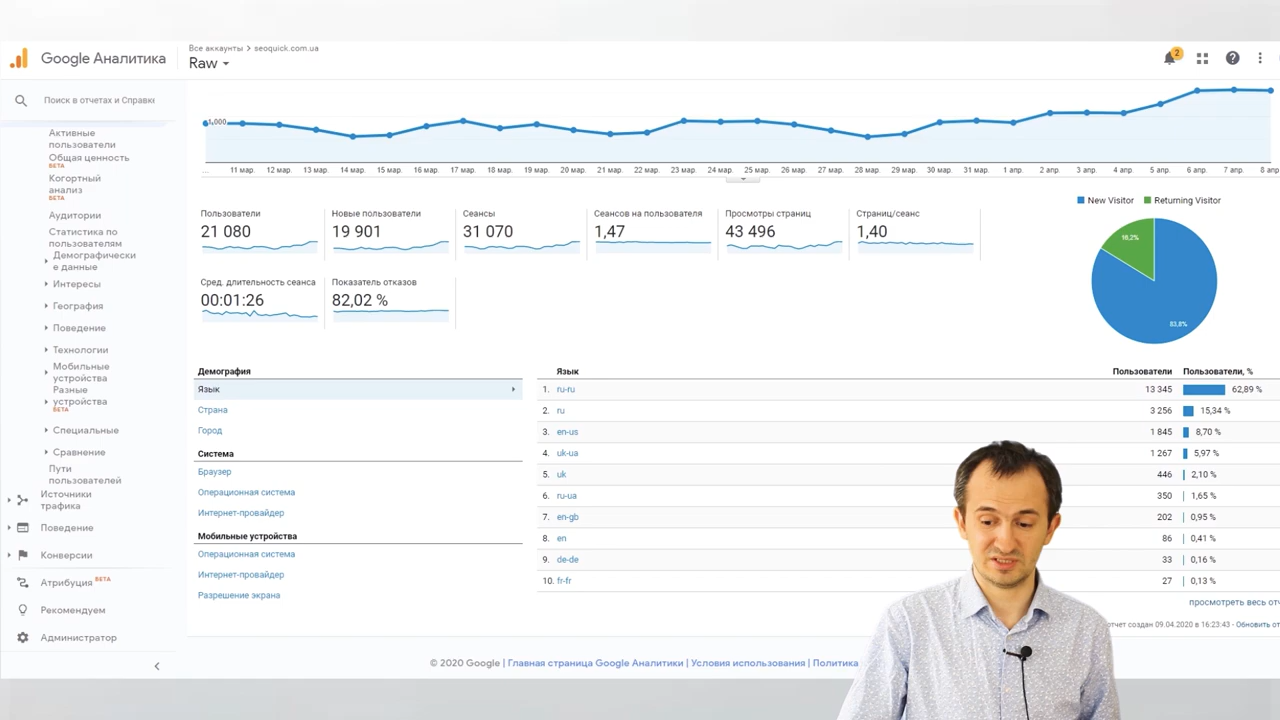 Google Аналитика
Все аккаунты > seoquick.com.ua
Raw
2
Поиск в отчетах и Справке
Активные
пользователи
Общая ценность
BETA
Когортный
анализ
BETA
Аудитории
Статистика по
пользователям
Демографически
е данные
Интересы
География
Поведение
Технологии
Мобильные
устройства
Разные
устройства
BETA
Специальные
Сравнение
Пути
пользователей
Источники
трафика
Поведение
Конверсии
Атрибуция BETA
Рекомендуем
Администратор
1,000
... 11 мар. 12 мар. 13 мар. 14 мар. 15 мар. 16 мар. 17 мар. 18 мар. 19 мар. 20 мар. 21 мар. 22 мар. 23 мар. 24 мар. 25 мар. 26 мар. 27 мар. 28 мар. 29 мар. 30 мар. 31 мар. 1 апр. 2 апр. 3 апр. 4 апр. 5 апр. 6 апр. 7 апр. 8 апр
Пользователи
21 080
Новые пользователи
19 901
Сеансы
31 070
Сеансов на пользователя
1,47
Просмотры страниц
43 496
Страниц/сеанс
1,40
Сред. длительность сеанса
00:01:26
Показатель отказов
82,02 %
New Visitor Returning Visitor
16,2%
83,8%
Демография
Язык
Страна
Город
Система
Браузер
Операционная система
Интернет-провайдер
Мобильные устройства
Операционная система
Интернет-провайдер
Разрешение экрана
Язык Пользователи Пользователи, %
1. ru-ru 13 345 62,89 %
2. ru 3 256 15,34 %
3. en-us 1 845 8,70 %
4. uk-ua 1 267 5,97 %
5. uk 446 2,10 %
6. ru-ua 350 1,65 %
7. en-gb 202 0,95 %
8. en 86 0,41 %
9. de-de 33 0,16 %
10. fr-fr 27 0,13 %
просмотреть весь отч
отчет создан 09.04.2020 в 16:23:43 - Обновить от
© 2020 Google | Главная страница Google Аналитики | Условия использования | Политика